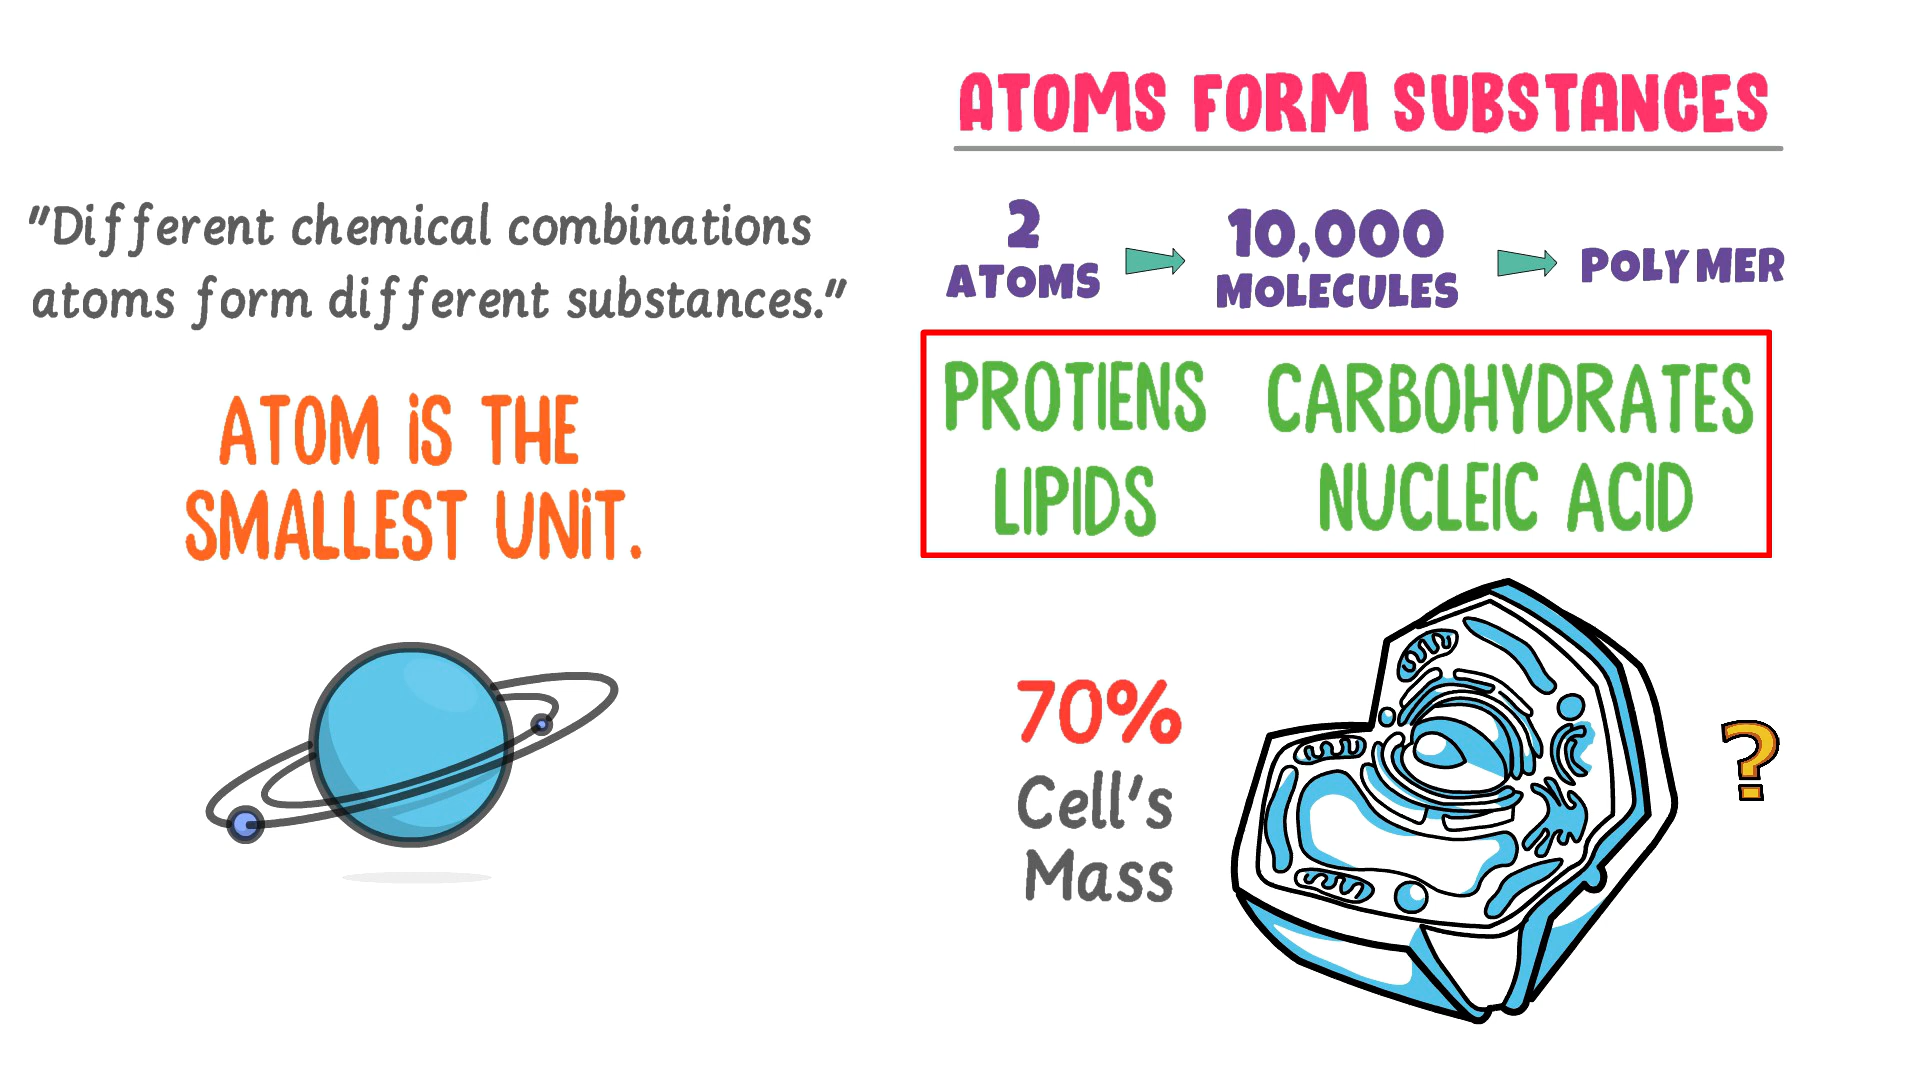 "Different chemical combinations
atoms form different substances."
ATOM iS THE
SMALLEST UNiT.
ATOMS FORM SUBSTANCES
2
ATOMS
10,000
MOLECULES
POLYMER
PROTIENS CARBOHYDRATES
LIPIDS NUCLEIC ACID
70%
Cell's
Mass
?